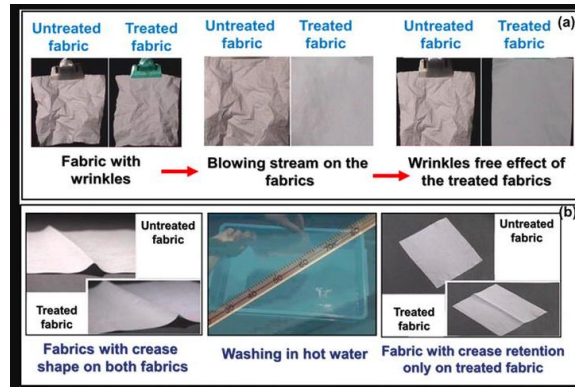 (a)
Untreated fabric
Treated fabric
Untreated fabric
Treated fabric
Untreated fabric
Treated fabric
Fabric with wrinkles
Blowing stream on the fabrics
Wrinkles free effect of the treated fabrics
(b)
Untreated fabric
Treated fabric
Untreated fabric
Treated fabric
Fabrics with crease shape on both fabrics
Washing in hot water
Fabric with crease retention only on treated fabric